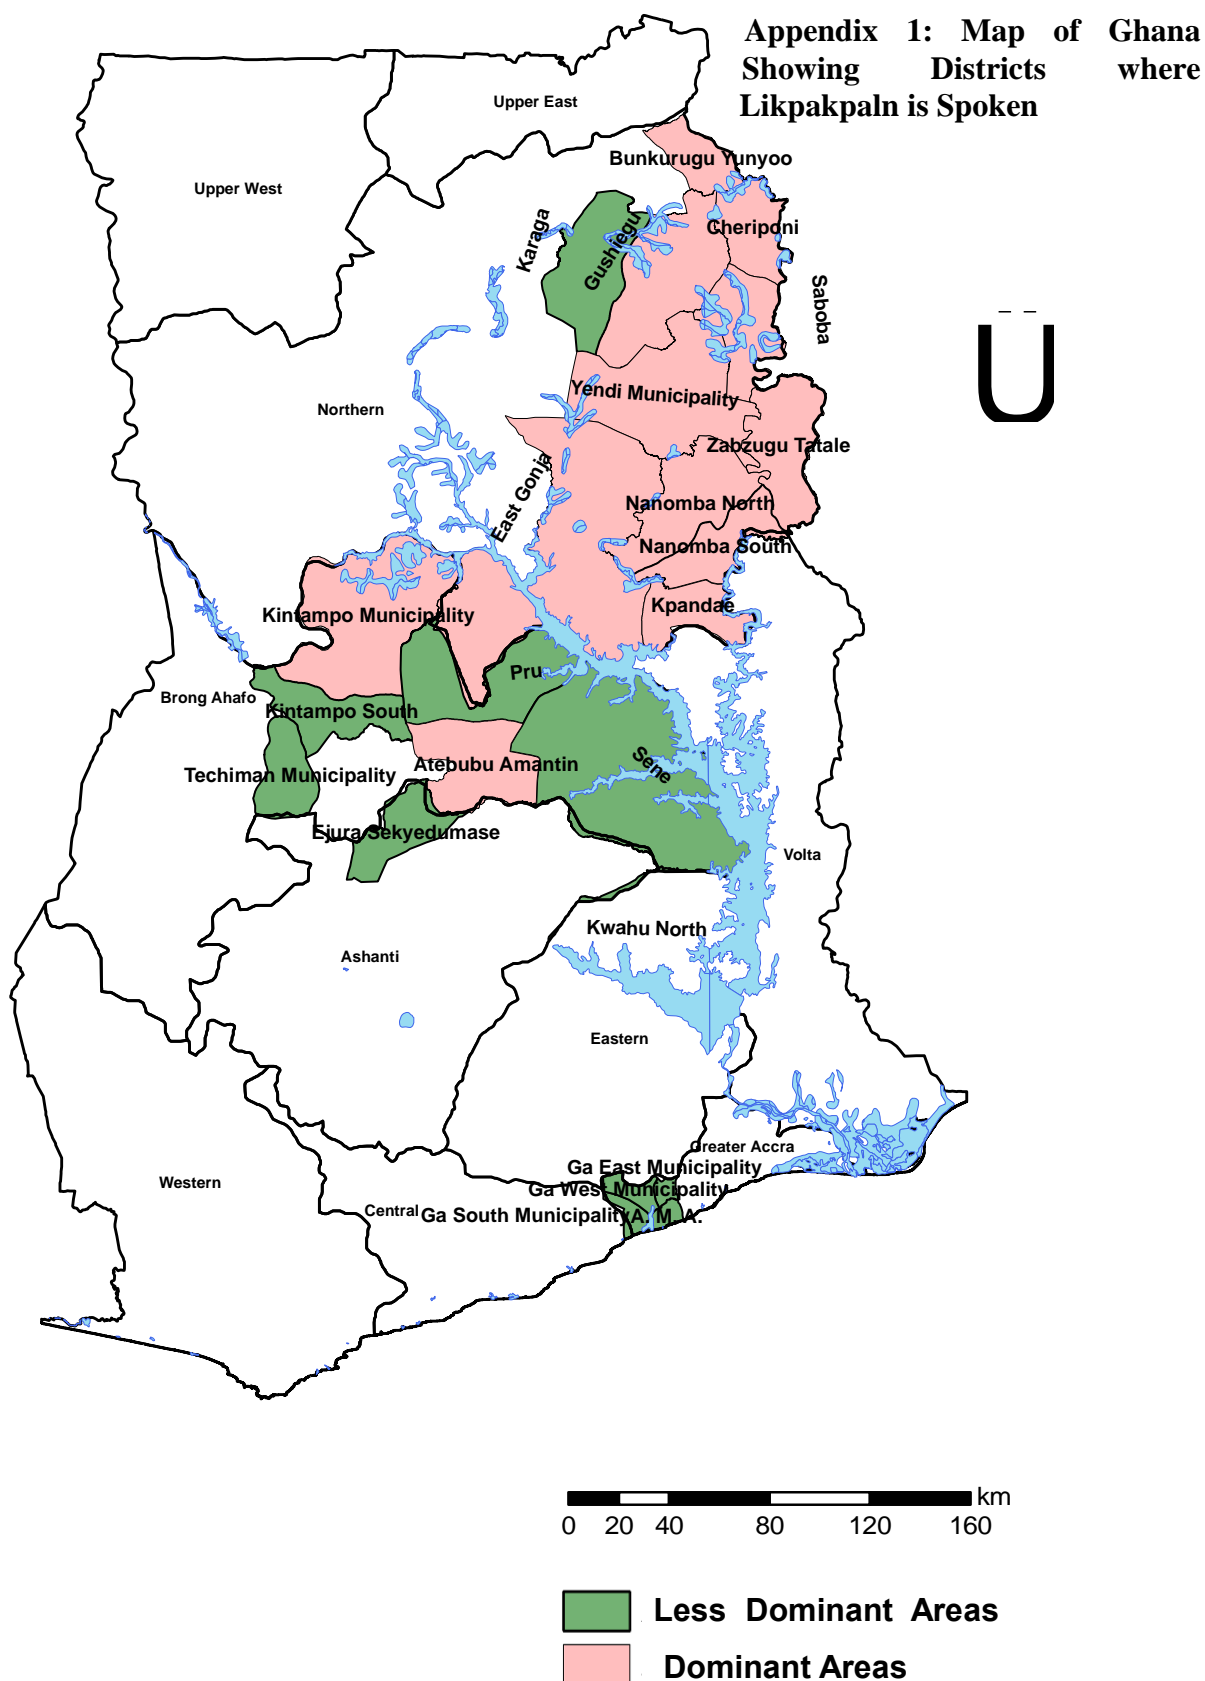 Appendix 1: Map of Ghana
Showing Districts where
Likpakpaln is Spoken
Upper East
Bunkurugu Yunyoo
Upper West
Karaga
Gushiegu
Cheriponi
Saboba
Ü
Northern
Yendi Municipality
Zabzugu Tatale
East Gonja
Nanomba North
Nanomba South
Kpandae
Kintampo Municipality
Pru
Brong Ahafo
Kintampo South
Sene
Atebubu Amantin
Techiman Municipality
Ejura Sekyedumase
Volta
Kwahu North
Ashanti
Eastern
Greater Accra
Ga East Municipality
Western
Ga West Municipality
Central
Ga South Municipality
A. M. A.
km
0 20 40 80 120 160
Less Dominant Areas
Dominant Areas